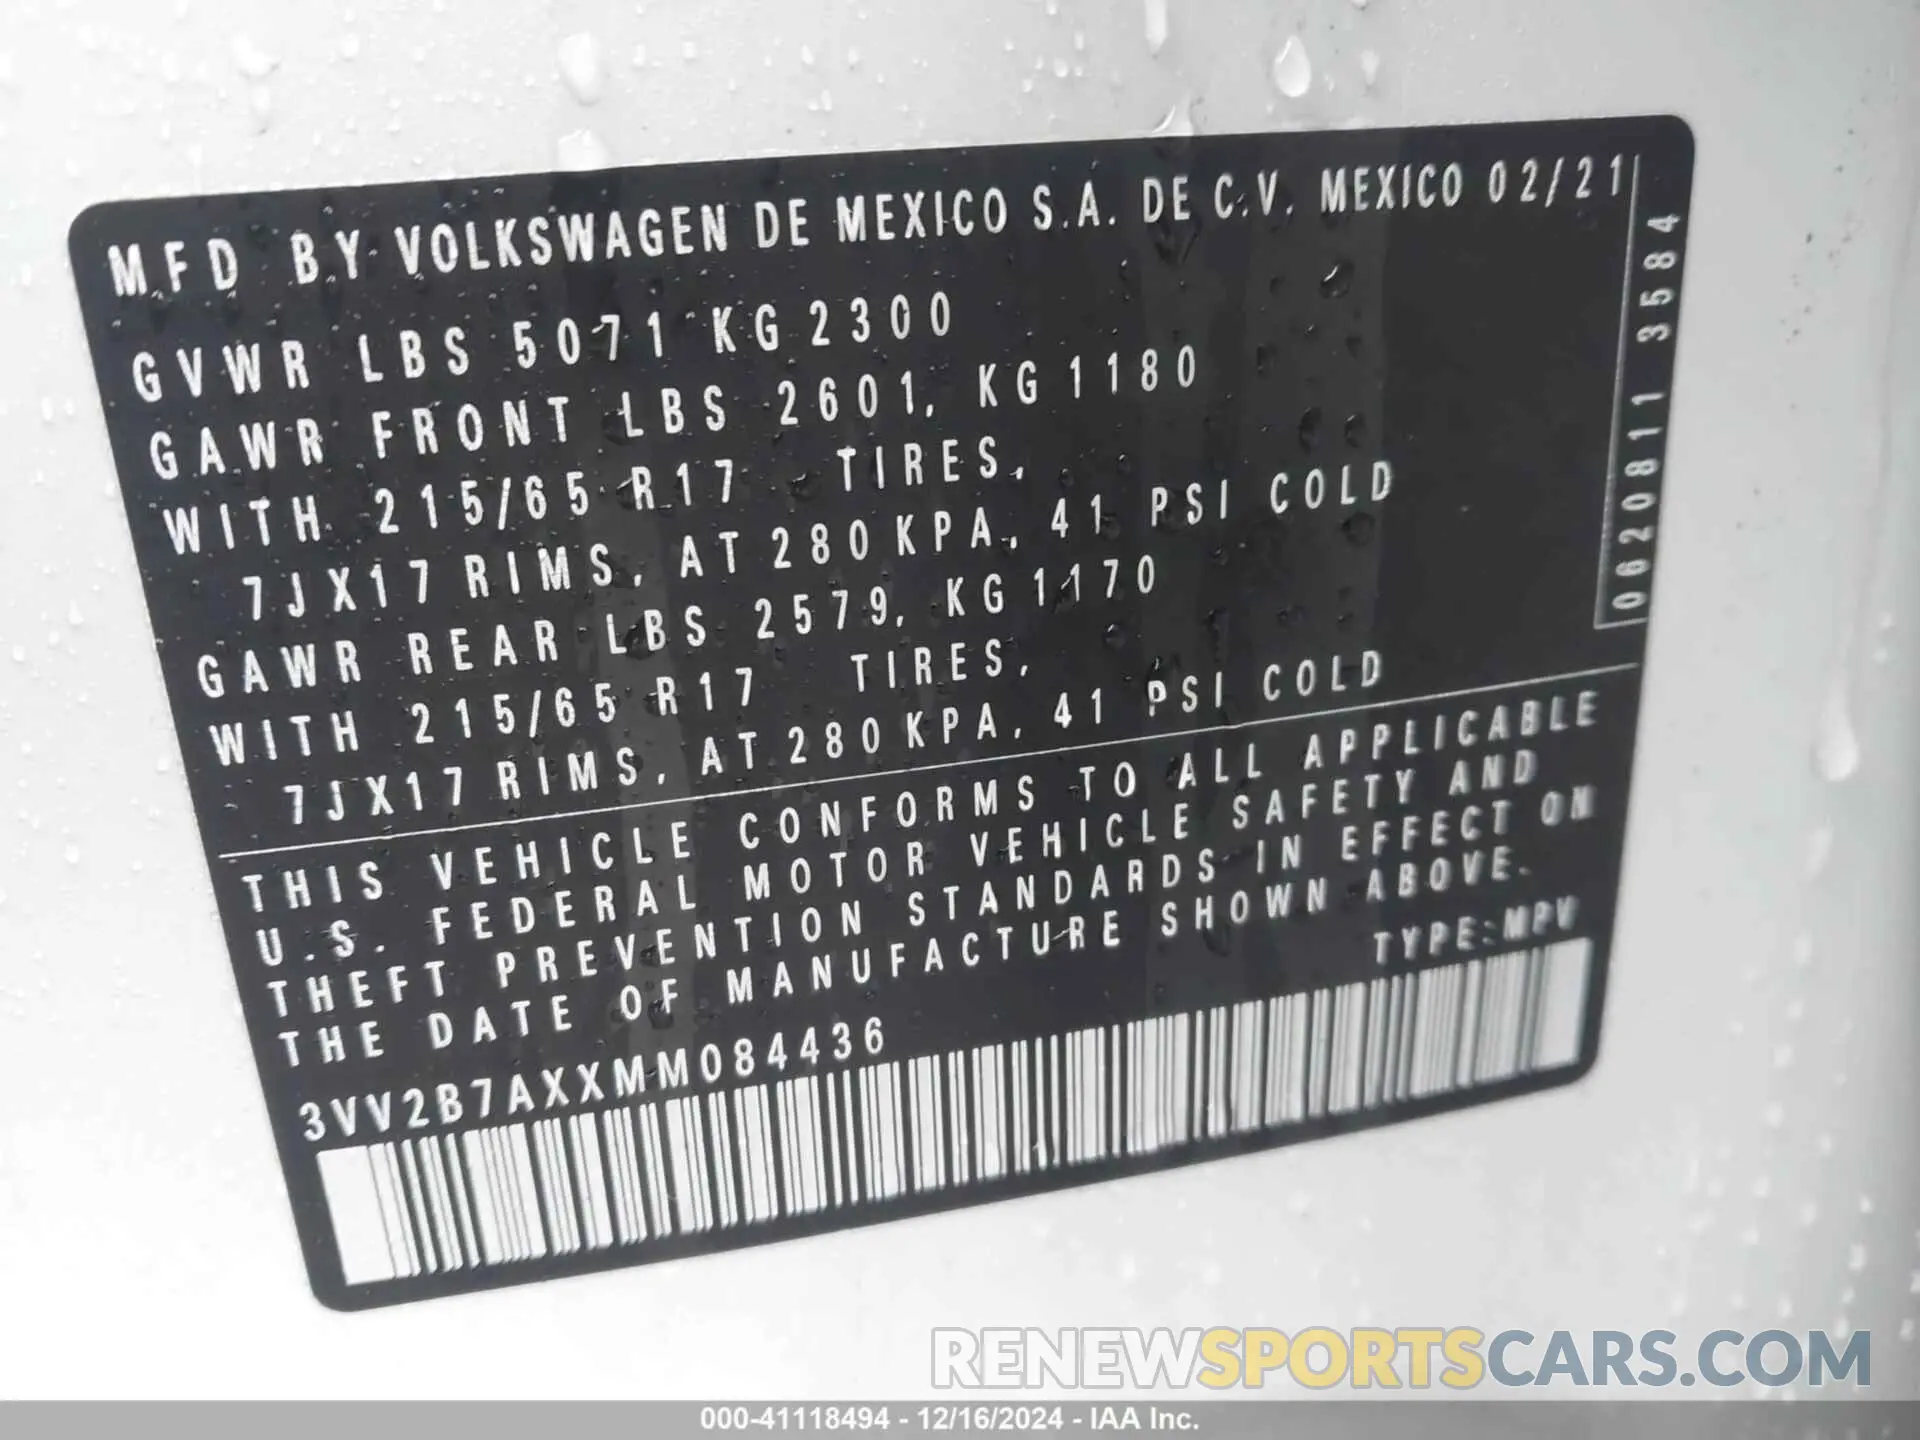 MFD BY VOLKSWAGEN DE MEXICO S.A. DE C.V. MEXICO 02/21
GVWR LBS 5071 KG 2300
GAWR FRONT LBS 2601, KG 1180
WITH 215/65 R17 TIRES,
7JX17 RIMS, AT 280 KPA, 41 PSI COLD
GAWR REAR LBS 2579, KG 1170
WITH 215/65 R17 TIRES,
7JX17 RIMS, AT 280 KPA, 41 PSI COLD
0620811 3584
THIS VEHICLE CONFORMS TO ALL APPLICABLE
U.S. FEDERAL MOTOR VEHICLE SAFETY AND
THEFT PREVENTION STANDARDS IN EFFECT ON
THE DATE OF MANUFACTURE SHOWN ABOVE.
TYPE:MPV
3VV2B7AXXMM084436
RENEWSPORTSCARS.COM
000-41118494 - 12/16/2024 - IAA Inc.